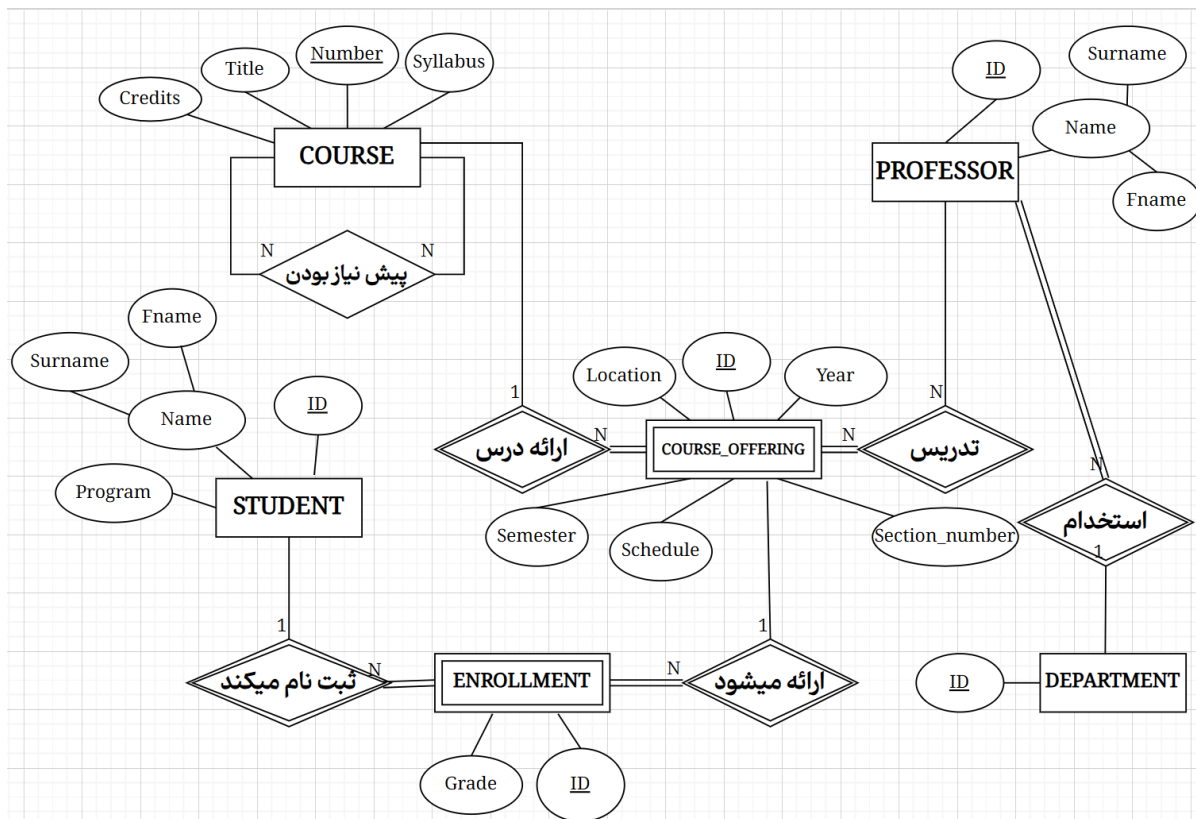 Number
Syllabus
Title
Credits
COURSE
N
N
پیش نیاز بودن
ID
Surname
Name
Fname
PROFESSOR
Fname
Surname
Name
ID
Program
STUDENT
Location
ID
Year
1
N
ارائه درس
COURSE_OFFERING
N
N
تدریس
Semester
Schedule
Section_number
N
استخدام
1
1
N
ثبت نام میکند
ENROLLMENT
1
N
ارائه میشود
ID
DEPARTMENT
Grade
ID